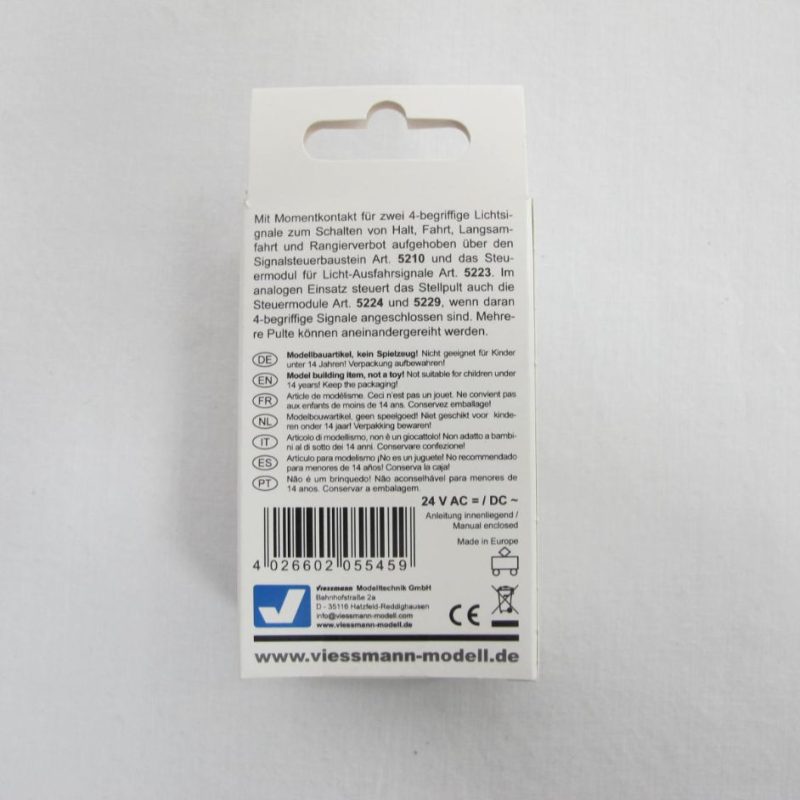 Mit Momentkontakt für zwei 4-begriffige Lichtsi-
gnale zum Schalten von Halt, Fahrt, Langsam-
fahrt und Rangierverbot aufgehoben über den
Signalsteuerbaustein Art. 5210 und das Steu-
ermodul für Licht-Ausfahrsignale Art. 5223. Im
analogen Einsatz steuert das Stellpult auch die
Steuermodule Art. 5224 und 5229, wenn daran
4-begriffige Signale angeschlossen sind. Mehre-
re Pulte können aneinandergereiht werden.
DE Modellbauartikel, kein Spielzeug! Nicht geeignet für Kinder
unter 14 Jahren! Verpackung aufbewahren!
EN Model building item, not a toy! Not suitable for children under
14 years! Keep the packaging!
FR Article de modélisme. Ceci n'est pas un jouet. Ne convient pas
aux enfants de moins de 14 ans. Conservez emballage!
NL Modelbouwartikel, geen speelgoed! Niet geschikt voor kinde-
ren onder 14 jaar! Verpakking bewaren!
IT Articolo di modellismo, non è un giocattolo! Non adatto a bambi-
ni al di sotto dei 14 anni. Conservare confezione!
ES Artículo para modelismo ¡No es un juguete! No recomendado
para menores de 14 años! Conserva la caja!
PT Não é um brinquedo! Não aconselhável para menores de
14 anos. Conservar a embalagem.
24 V AC = / DC ~
Anleitung innenliegend /
Manual enclosed
Made in Europe
4 026602 055459
Viessmann Modelltechnik GmbH
Bahnhofstraße 2a
D - 35116 Hatzfeld-Reddighausen
info@viessmann-modell.com
www.viessmann-modell.de
CE
www.viessmann-modell.de